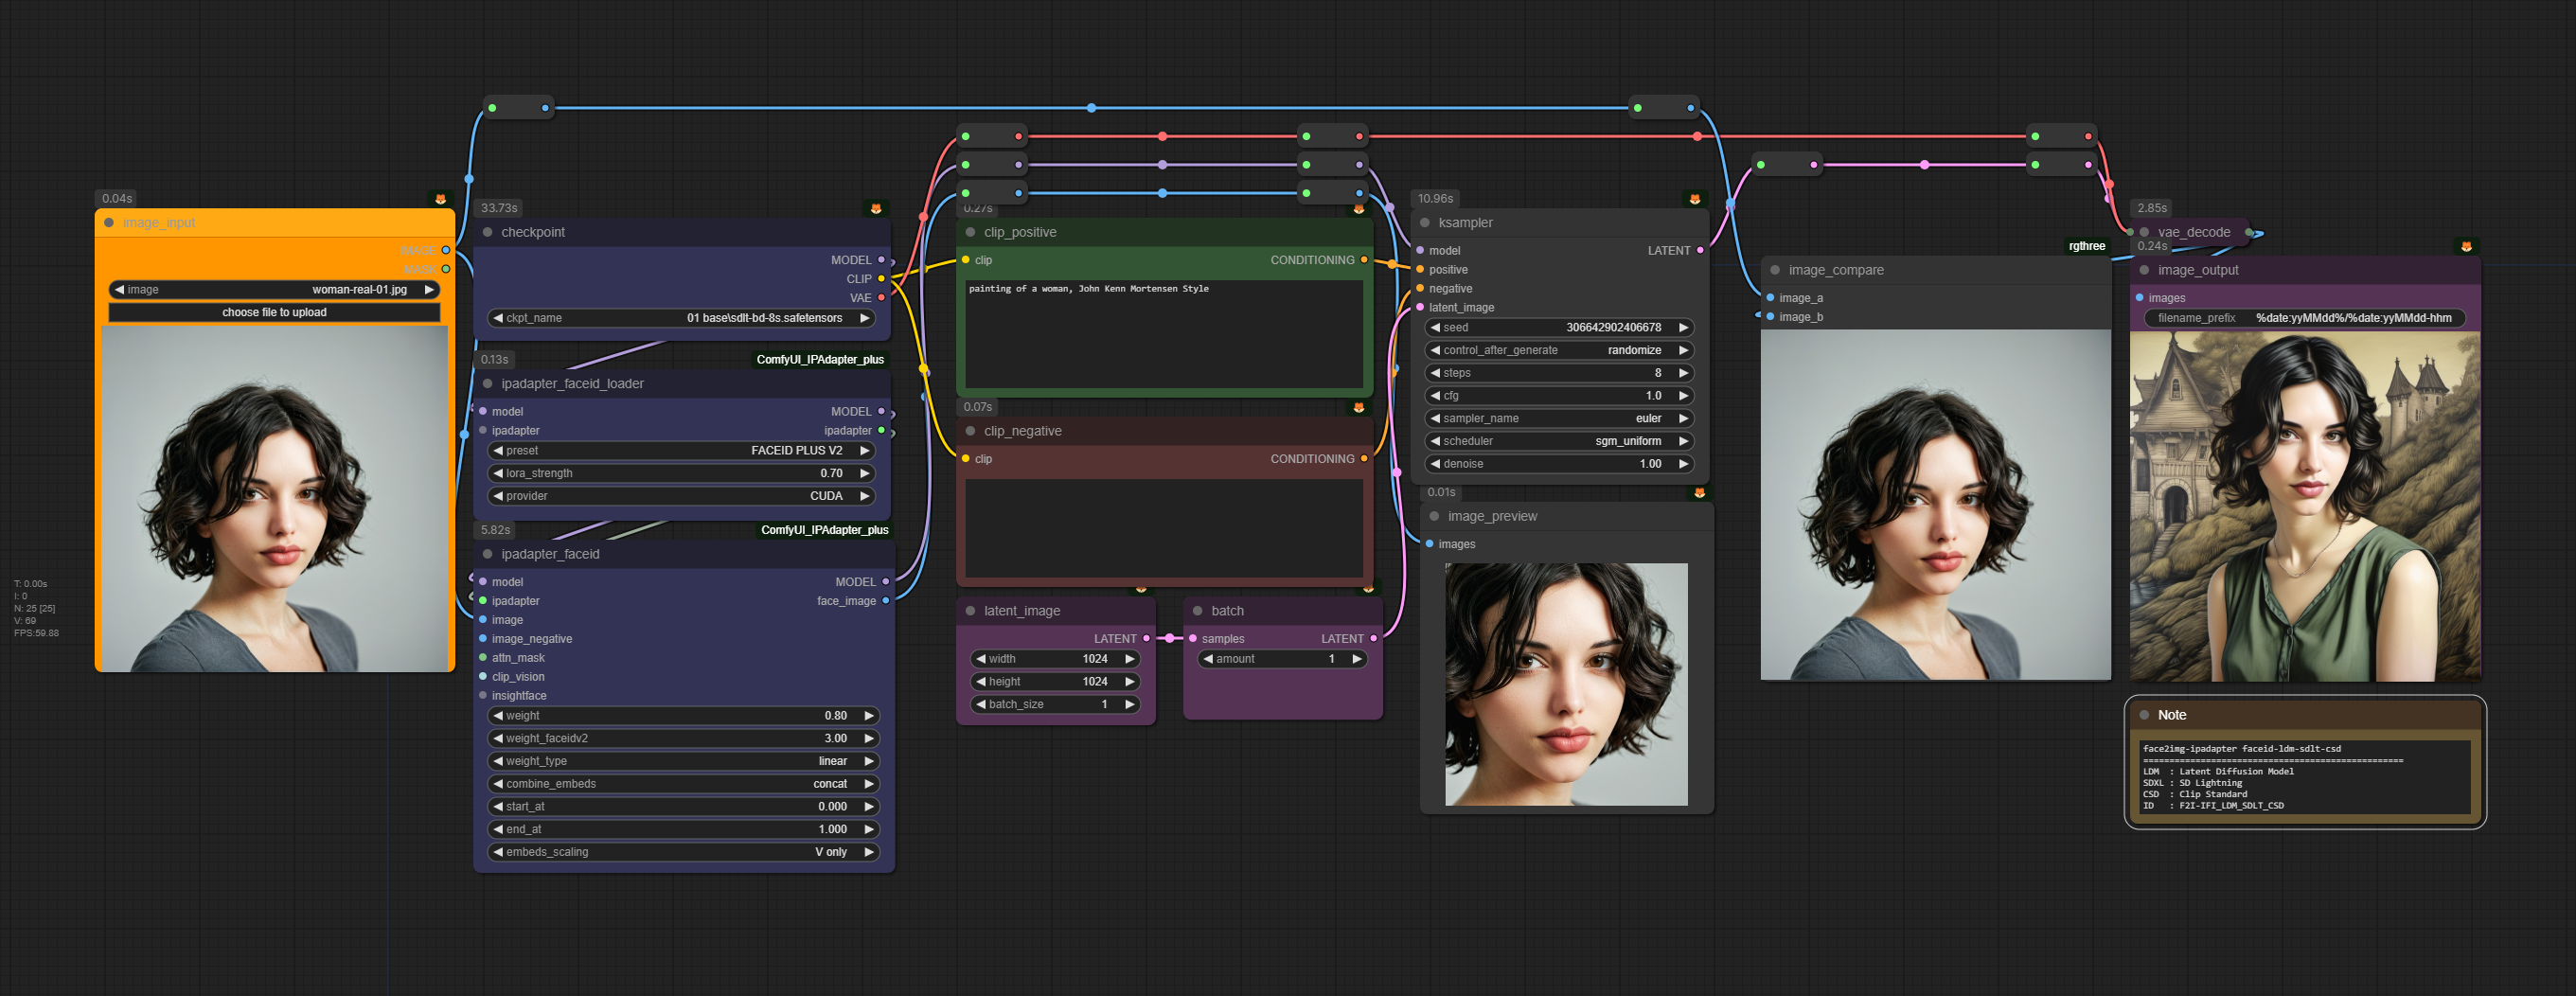 0.04s
image_input
IMAGE
MASK
image woman-real-01.jpg
choose file to upload
T: 0.00s
I: 0
N: 25 [25]
V: 69
FPS:59.88
33.73s
checkpoint
MODEL
CLIP
VAE
ckpt_name 01 base\sdlt-bd-8s.safetensors
0.13s ComfyUI_IPAdapter_plus
ipadapter_faceid_loader
model MODEL
ipadapter ipadapter
preset FACEID PLUS V2
lora_strength 0.70
provider CUDA
5.82s ComfyUI_IPAdapter_plus
ipadapter_faceid
model MODEL
ipadapter face_image
image
image_negative
attn_mask
clip_vision
insightface
weight 0.80
weight_faceidv2 3.00
weight_type linear
combine_embeds concat
start_at 0.000
end_at 1.000
embeds_scaling V only
0.27s
clip_positive
clip CONDITIONING
painting of a woman, John Kenn Mortensen Style
0.07s
clip_negative
clip CONDITIONING
latent_image
LATENT
width 1024
height 1024
batch_size 1
batch
samples LATENT
amount 1
10.96s
ksampler
model LATENT
positive
negative
latent_image
seed 306642902406678
control_after_generate randomize
steps 8
cfg 1.0
sampler_name euler
scheduler sgm_uniform
denoise 1.00
0.01s
image_preview
images
rgthree
image_compare
image_a
image_b
2.85s
vae_decode
0.24s
image_output
images
filename_prefix %date:yyMMdd%/%date:yyMMdd-hhm
Note
face2img-ipadapter faceid-ldm-sdlt-csd
==================================================
LDM : Latent Diffusion Model
SDXL : SD Lightning
CSD : Clip Standard
ID : F2I-IFI_LDM_SDLT_CSD